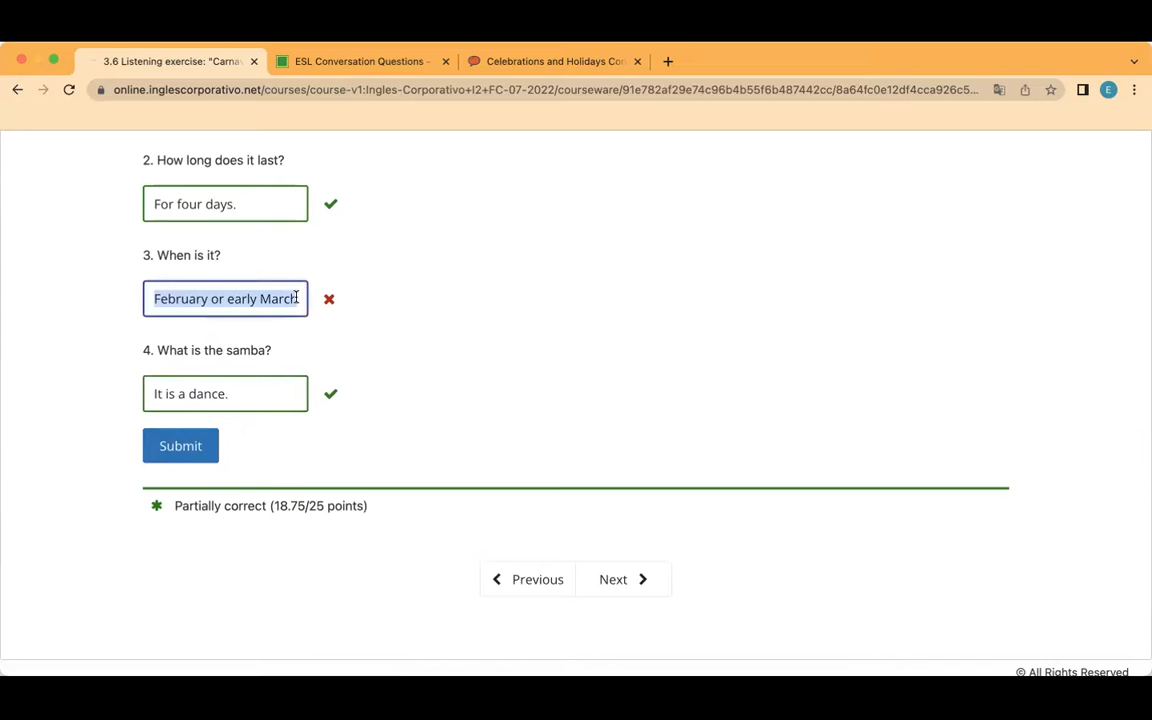 3.6 Listening exercise: "Carna
ESL Conversation Questions -
Celebrations and Holidays Con
online.inglescorporativo.net/courses/course-v1:Ingles-Corporativo+I2+FC-07-2022/courseware/91e782af29e74c96b4b55f6b487442cc/8a64fc0e12df4cca926c5...
E
2. How long does it last?
For four days.
3. When is it?
February or early March
4. What is the samba?
It is a dance.
Submit
Partially correct (18.75/25 points)
Previous
Next
© All Rights Reserved